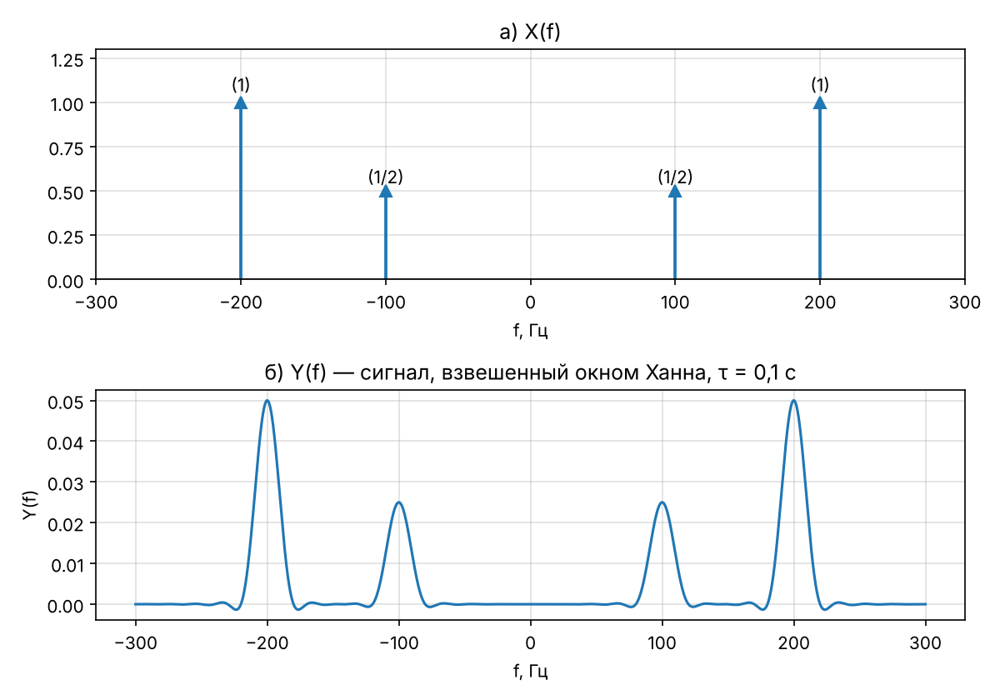 а) X(f)
1.25
1.00
0.75
0.50
0.25
0.00
(1)
(1/2)
(1/2)
(1)
−300 −200 −100 0 100 200 300
f, Гц
б) Y(f) — сигнал, взвешенный окном Ханна, τ = 0,1 с
Y(f)
0.05
0.04
0.03
0.02
0.01
0.00
−300 −200 −100 0 100 200 300
f, Гц